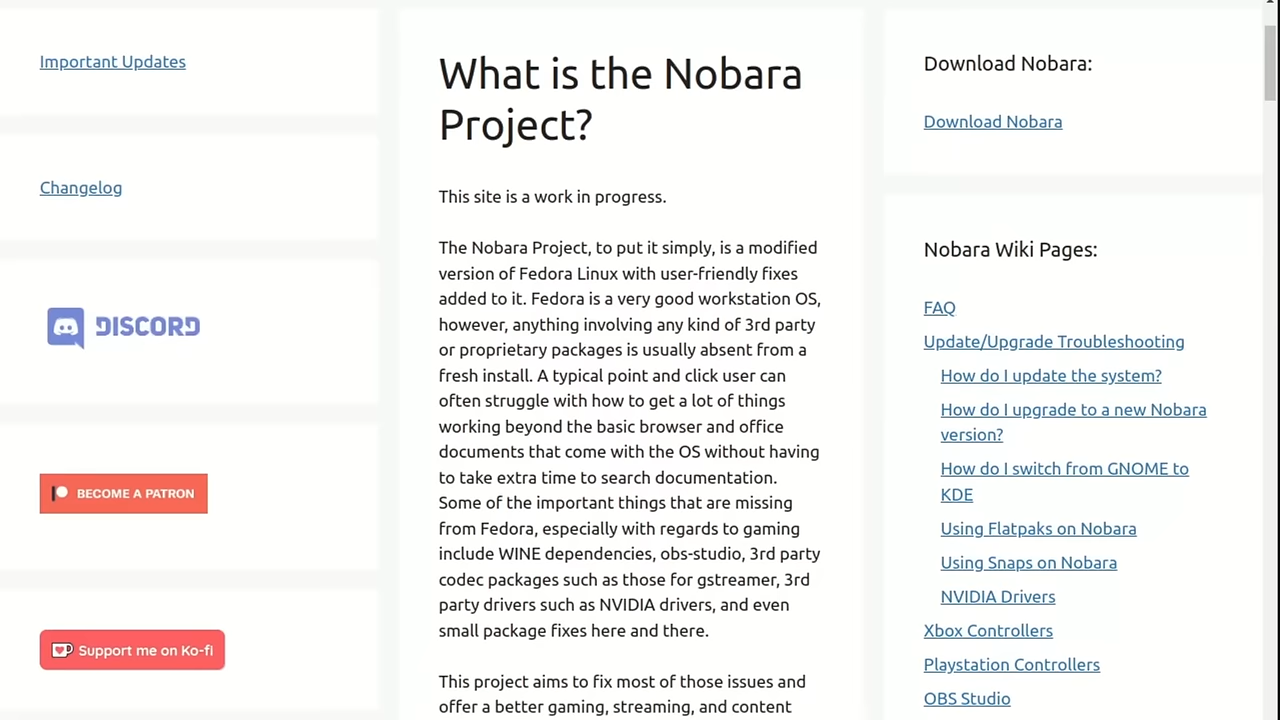 Important Updates
Changelog
DISCORD
BECOME A PATRON
Support me on Ko-fi
What is the Nobara
Project?
This site is a work in progress.
The Nobara Project, to put it simply, is a modified
version of Fedora Linux with user-friendly fixes
added to it. Fedora is a very good workstation OS,
however, anything involving any kind of 3rd party
or proprietary packages is usually absent from a
fresh install. A typical point and click user can
often struggle with how to get a lot of things
working beyond the basic browser and office
documents that come with the OS without having
to take extra time to search documentation.
Some of the important things that are missing
from Fedora, especially with regards to gaming
include WINE dependencies, obs-studio, 3rd party
codec packages such as those for gstreamer, 3rd
party drivers such as NVIDIA drivers, and even
small package fixes here and there.
This project aims to fix most of those issues and
offer a better gaming, streaming, and content
Download Nobara:
Download Nobara
Nobara Wiki Pages:
FAQ
Update/Upgrade Troubleshooting
How do I update the system?
How do I upgrade to a new Nobara
version?
How do I switch from GNOME to
KDE
Using Flatpaks on Nobara
Using Snaps on Nobara
NVIDIA Drivers
Xbox Controllers
Playstation Controllers
OBS Studio